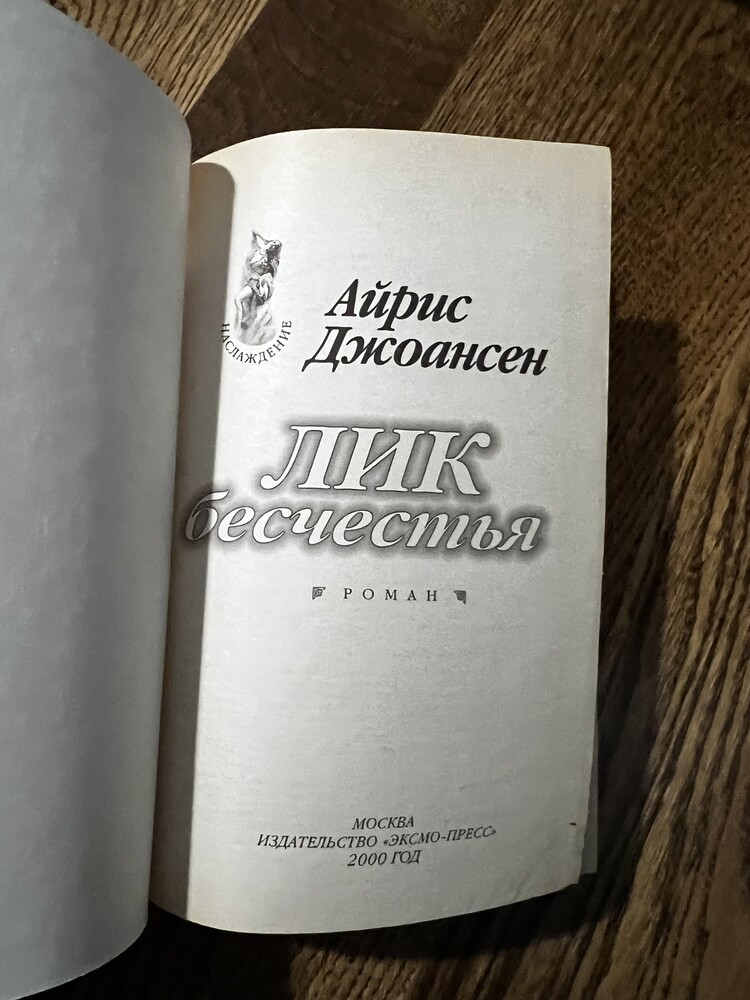 НАСЛАЖДЕНИЕ
Айрис
Джоансен
ЛИК
бесчестья
РОМАН
МОСКВА
ИЗДАТЕЛЬСТВО «ЭКСМО-ПРЕСС»
2000 ГОД